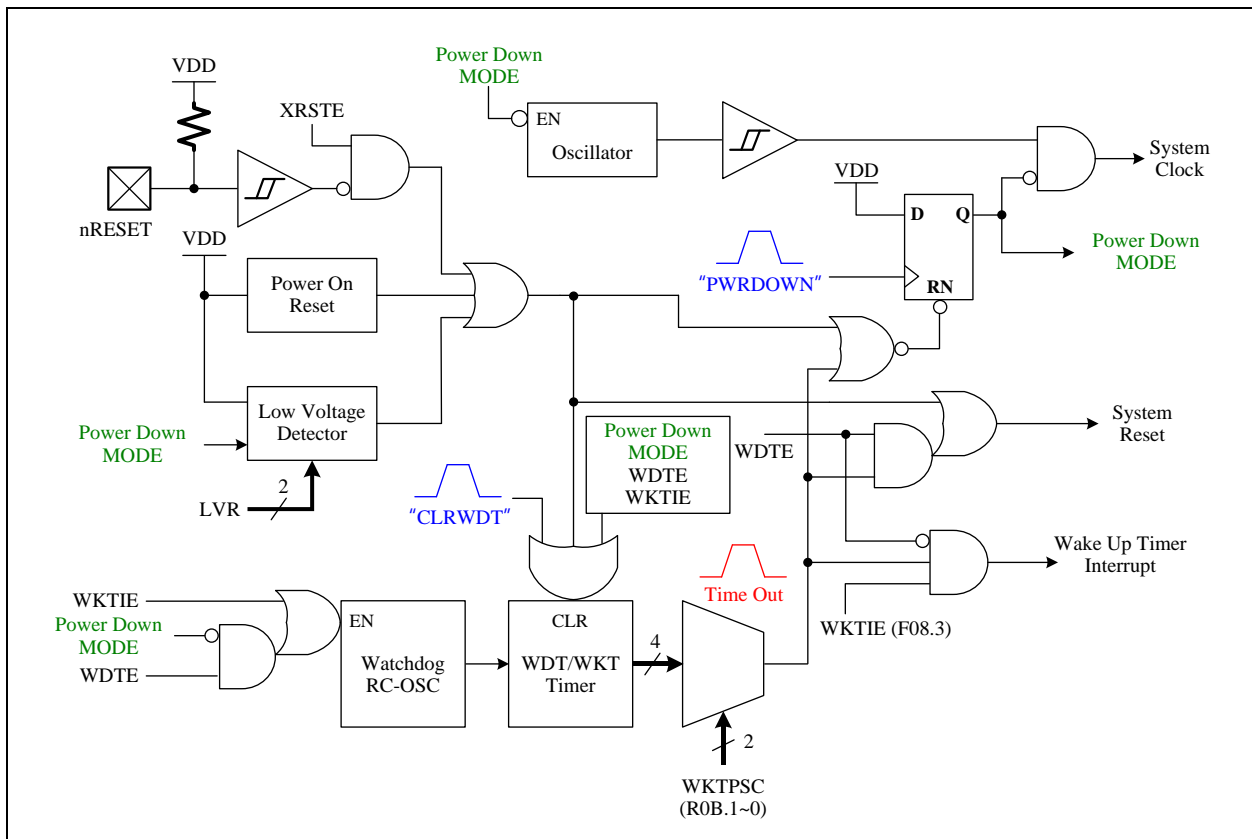 Power Down
MODE
VDD
XRSTE
EN
Oscillator
System
Clock
VDD
nRESET
D
Q
VDD
Power Down
MODE
"PWRDOWN"
RN
Power On
Reset
Low Voltage
Detector
Power Down
MODE
LVR
2
"CLRWDT"
Power Down
MODE
WDTE
WKTIE
WDTE
System
Reset
Wake Up Timer
Interrupt
Time Out
WKTIE (F08.3)
WKTIE
Power Down
MODE
WDTE
EN
Watchdog
RC-OSC
CLR
WDT/WKT
Timer
4
2
WKTPSC
(R0B.1~0)